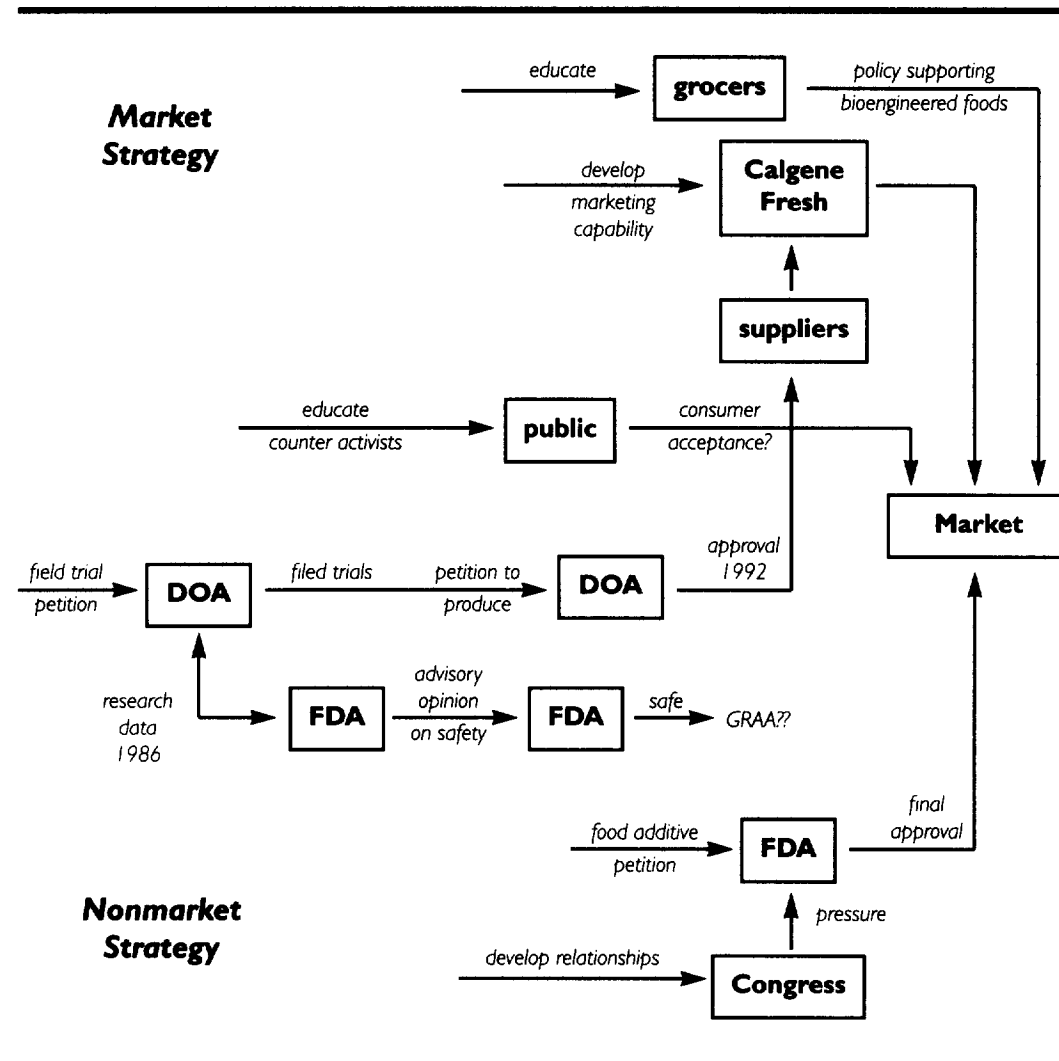 educate
grocers
policy supporting
bioengineered foods
Market
Strategy
develop
marketing
capability
Calgene
Fresh
suppliers
educate
counter activists
public
consumer
acceptance?
Market
field trial
petition
DOA
filed trials
petition to
produce
DOA
approval
1992
research
data
1986
FDA
advisory
opinion
on safety
FDA
safe
GRAA??
food additive
petition
FDA
final
approval
Nonmarket
Strategy
pressure
develop relationships
Congress